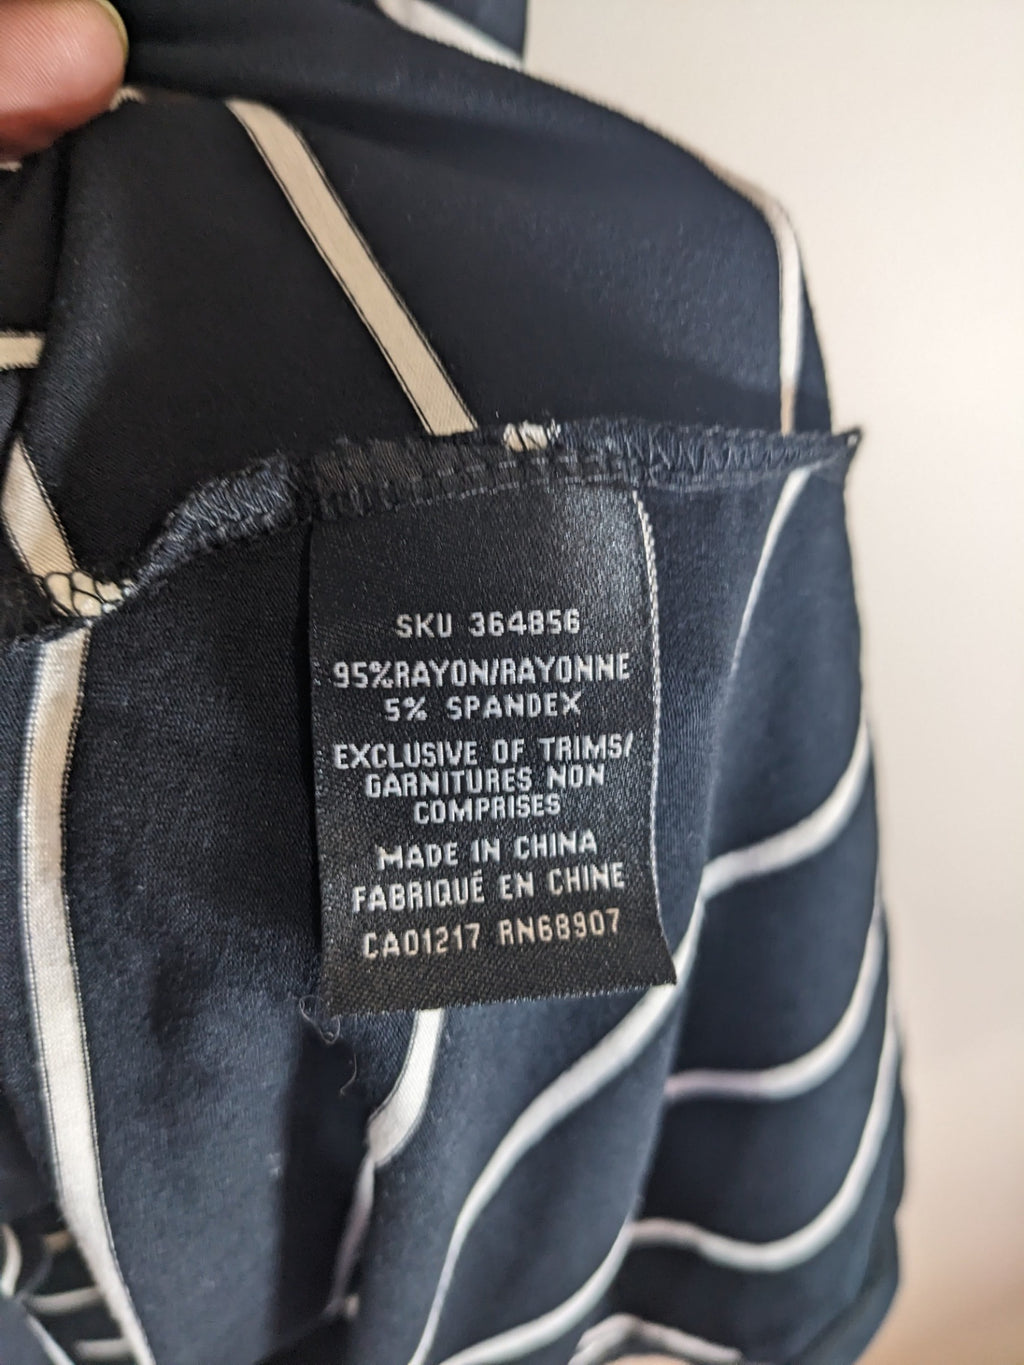 SKU 364856
95%RAYON/RAYONNE
5% SPANDEX
EXCLUSIVE OF TRIMS/
GARNITURES NON
COMPRISES
MADE IN CHINA
FABRIQUÉ EN CHINE
CA01217 RN68907